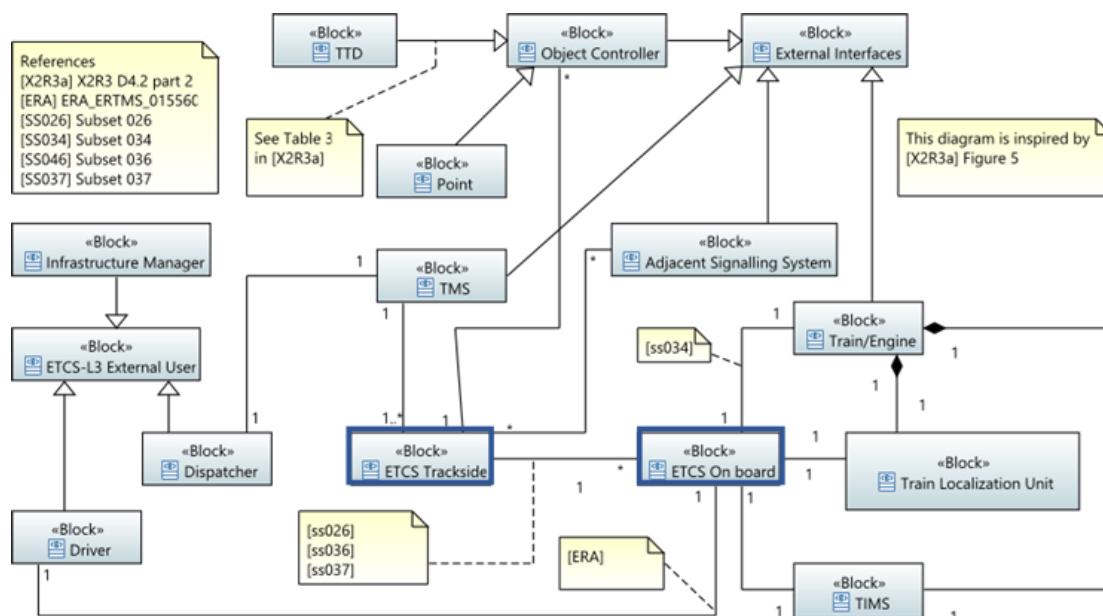 «Block»
TTD
«Block»
Object Controller
«Block»
External Interfaces
References
[X2R3a] X2R3 D4.2 part 2
[ERA] ERA_ERTMS_015560
[SS026] Subset 026
[SS034] Subset 034
[SS046] Subset 036
[SS037] Subset 037
*
See Table 3
in [X2R3a]
This diagram is inspired by
[X2R3a] Figure 5
«Block»
Point
«Block»
Infrastructure Manager
«Block»
Adjacent Signalling System
*
1
«Block»
TMS
1
«Block»
Train/Engine
1
1
[ss034]
«Block»
ETCS-L3 External User
1
1
1
1..*
1
*
1
«Block»
Dispatcher
«Block»
ETCS Trackside
«Block»
ETCS On board
1
«Block»
Train Localization Unit
*
1
1
1
1
«Block»
Driver
1
[ss026]
[ss036]
[ss037]
[ERA]
«Block»
TIMS
1
1